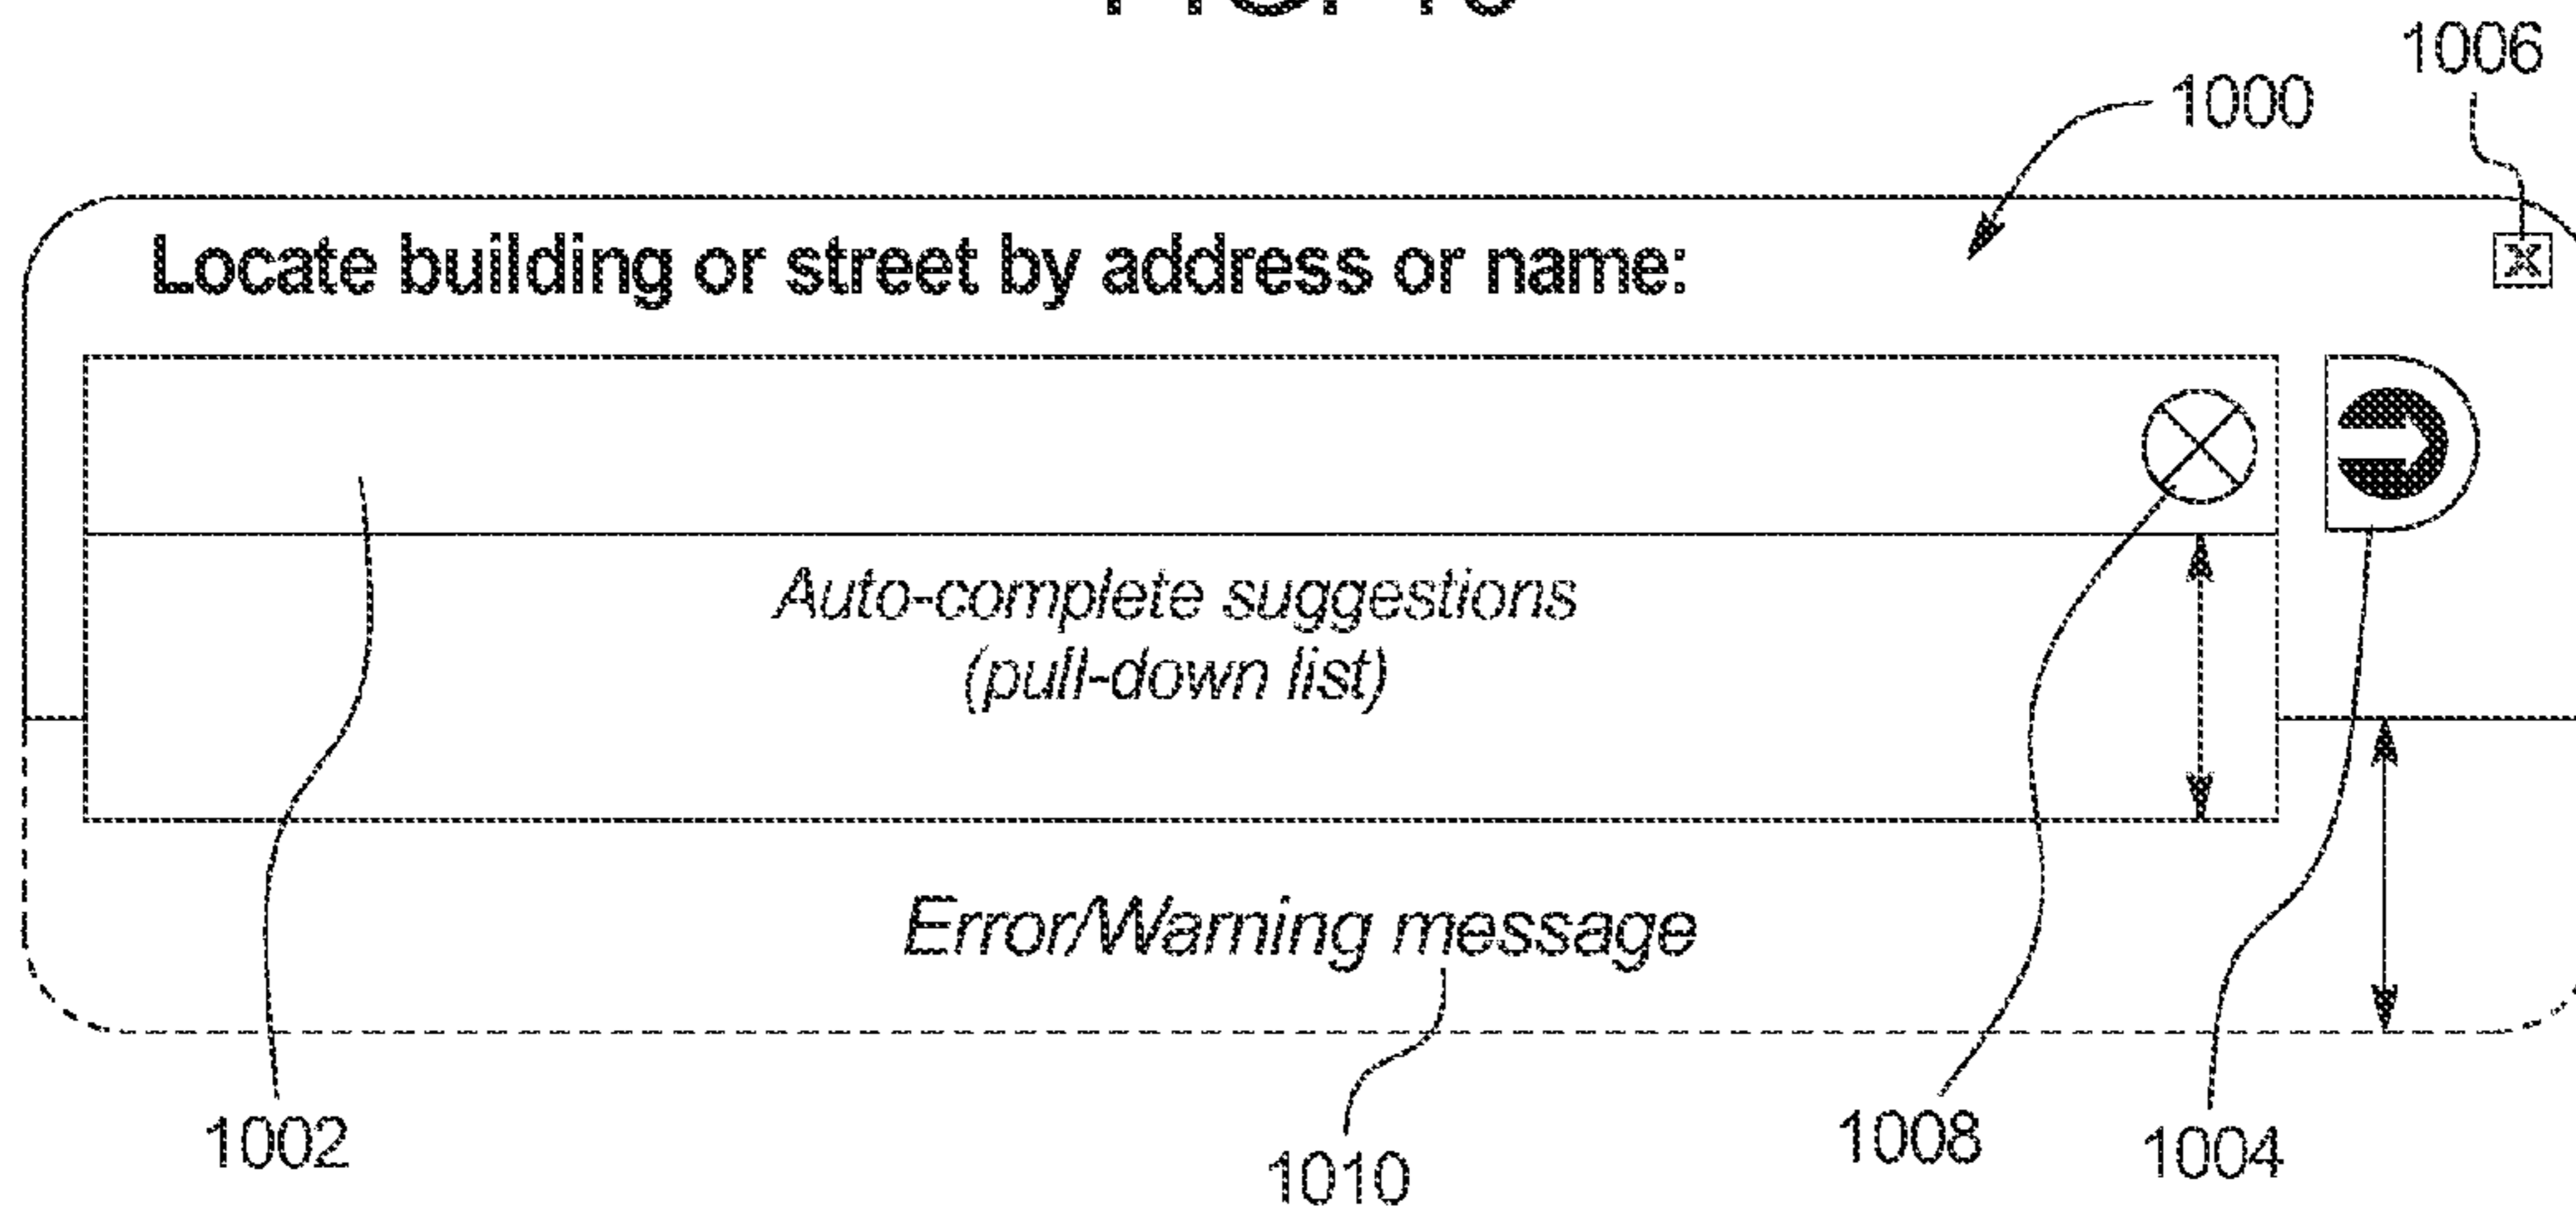 1006
1000
Locate building or street by address or name:
X
Auto-complete suggestions
(pull-down list)
Error/Warning message
1002
1010
1008
1004